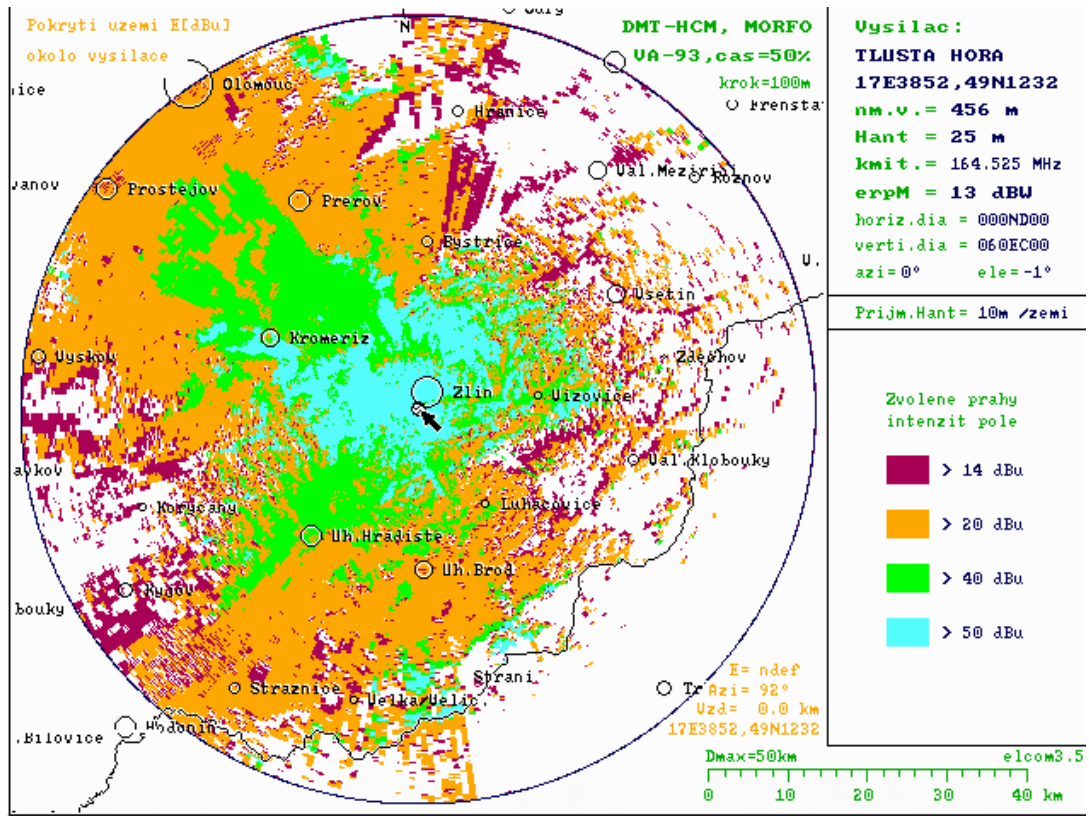 Pokryti uzemi E[dBu]
okolo vysilace
N
DMT-HCM, MORFO
VA-93,cas=50%
krok=100m
Olomouc
Hranice
Frensta
Prostejov
Prerov
Val.Mezirici
Roznov
Bystrice
Vsetin
Kromeriz
Vyskov
Zdechov
Zlin
Vizovice
Val.Klobouky
Korycany
Luhacovice
Uh.Hradiste
Uh.Brod
Kyjov
Straznice
Velka/Velic.
Strani
Hodonin
.Bilovice
Tr
E= ndef
Azi= 92°
Vzd= 0.0 km
17E3852,49N1232
Dmax=50km
elcom3.5
0 10 20 30 40 km
Vysilac:
TLUSTA HORA
17E3852,49N1232
nm.v.= 456 m
Hant = 25 m
kmit.= 164.525 MHz
erpM = 13 dBW
horiz.dia = 000ND00
verti.dia = 060EC00
azi= 0° ele= -1°
Prijm.Hant= 10m /zemi
Zvolene prahy
intenzit pole
> 14 dBu
> 20 dBu
> 40 dBu
> 50 dBu